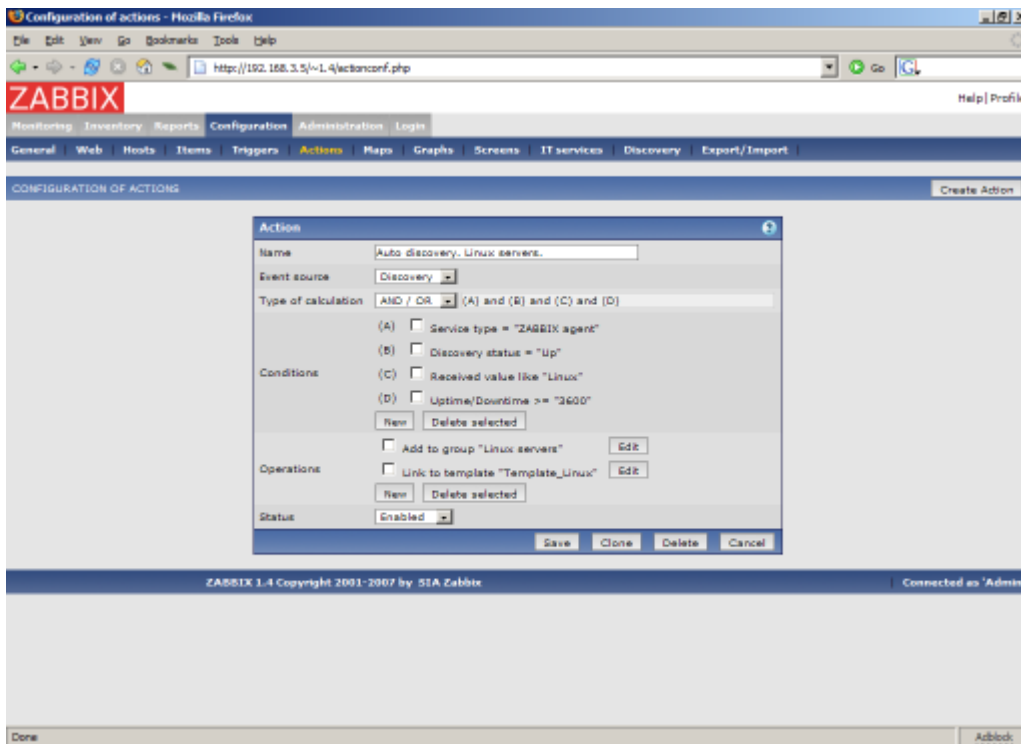 Configuration of actions - Mozilla Firefox
File Edit View Go Bookmarks Tools Help
http://192.168.3.5/~1.4/actionconf.php
Go
G
ZABBIX
Help | Profile
Monitoring Inventory Reports Configuration Administration Login
General Web Hosts Items Triggers Actions Maps Graphs Screens IT services Discovery Export/Import
CONFIGURATION OF ACTIONS
Create Action
Action
Name Auto discovery. Linux servers.
Event source Discovery
Type of calculation AND / OR (A) and (B) and (C) and (D)
Conditions
(A) Service type = "ZABBIX agent"
(B) Discovery status = "Up"
(C) Received value like "Linux"
(D) Uptime/Downtime >= "3600"
New Delete selected
Operations
Add to group "Linux servers" Edit
Link to template "Template_Linux" Edit
New Delete selected
Status Enabled
Save Clone Delete Cancel
ZABBIX 1.4 Copyright 2001-2007 by SIA Zabbix
Connected as 'Admin
Done
Adblock